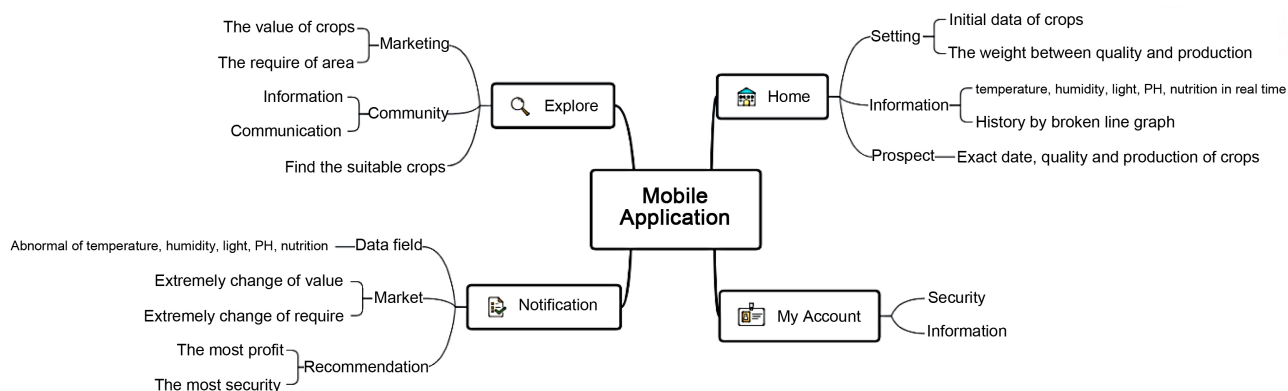 Mobile
Application
Explore
Marketing
The value of crops
The require of area
Community
Information
Communication
Find the suitable crops
Home
Setting
Initial data of crops
The weight between quality and production
Information
temperature, humidity, light, PH, nutrition in real time
History by broken line graph
Prospect
Exact date, quality and production of crops
Notification
Data field
Abnormal of temperature, humidity, light, PH, nutrition
Market
Extremely change of value
Extremely change of require
Recommendation
The most profit
The most security
My Account
Security
Information